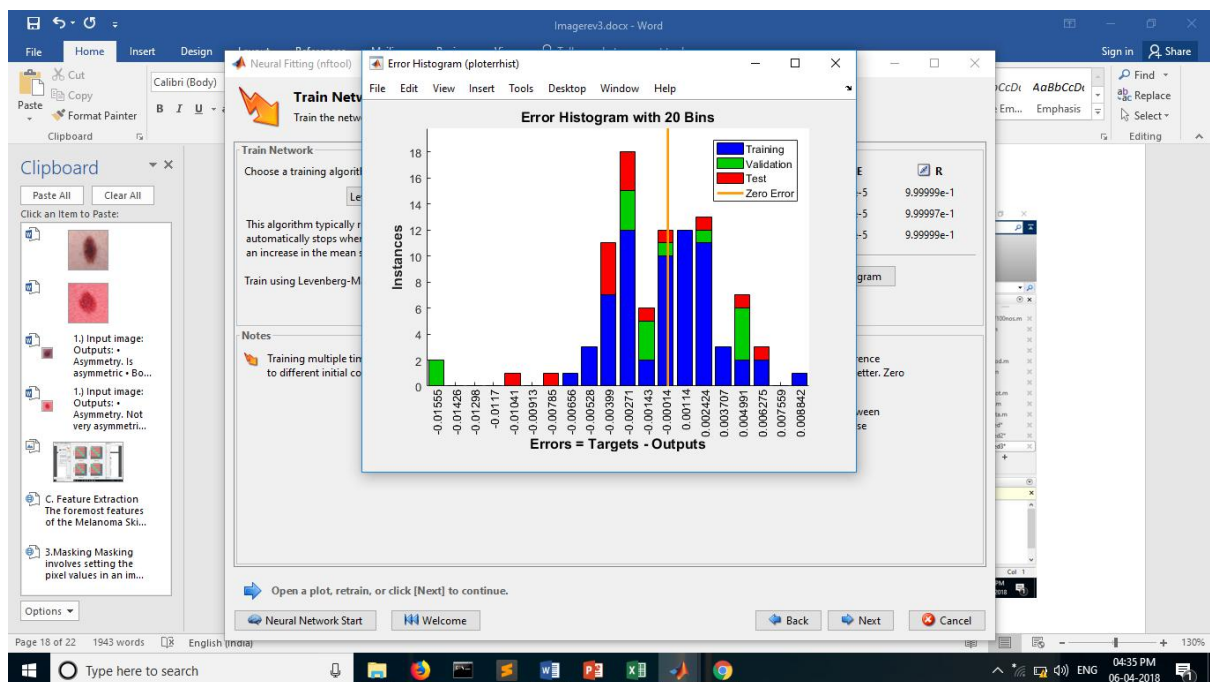 Imagerev3.docx - Word
File Home Insert Design
Sign in Share
Cut
Copy
Format Painter
Paste
Clipboard
Calibri (Body)
B I U
AaBbCcDc
Emphasis
Find
Replace
Select
Editing
Clipboard
Paste All Clear All
Click an Item to Paste:
1.) Input image:
Outputs: •
Asymmetry. Is
asymmetric • Bo...
1.) Input image:
Outputs: •
Asymmetry. Not
very asymmetri...
C. Feature Extraction
The foremost features
of the Melanoma Ski...
3.Masking Masking
involves setting the
pixel values in an im...
Options
Neural Fitting (nftool)
Train Netw
Train the netw
Train Network
Choose a training algorit
Le
This algorithm typically r
automatically stops wher
an increase in the mean s
Train using Levenberg-M
Notes
Training multiple tin
to different initial co
E R
e-5 9.99999e-1
e-5 9.99997e-1
e-5 9.99999e-1
gram
rence
etter. Zero
ween
se
Error Histogram (ploterrhist)
File Edit View Insert Tools Desktop Window Help
Error Histogram with 20 Bins
Training
Validation
Test
Zero Error
Instances
18
16
14
12
10
8
6
4
2
0
-0.01555
-0.01426
-0.01298
-0.0117
-0.01041
-0.00913
-0.00785
-0.00656
-0.00528
-0.00399
-0.00271
-0.00143
-0.00014
0.00114
0.002424
0.003707
0.004991
0.006275
0.007559
0.008842
Errors = Targets - Outputs
Open a plot, retrain, or click [Next] to continue.
Neural Network Start Welcome Back Next Cancel
Page 18 of 22 1943 words English (India) 130%
Type here to search
ENG
04:35 PM
06-04-2018